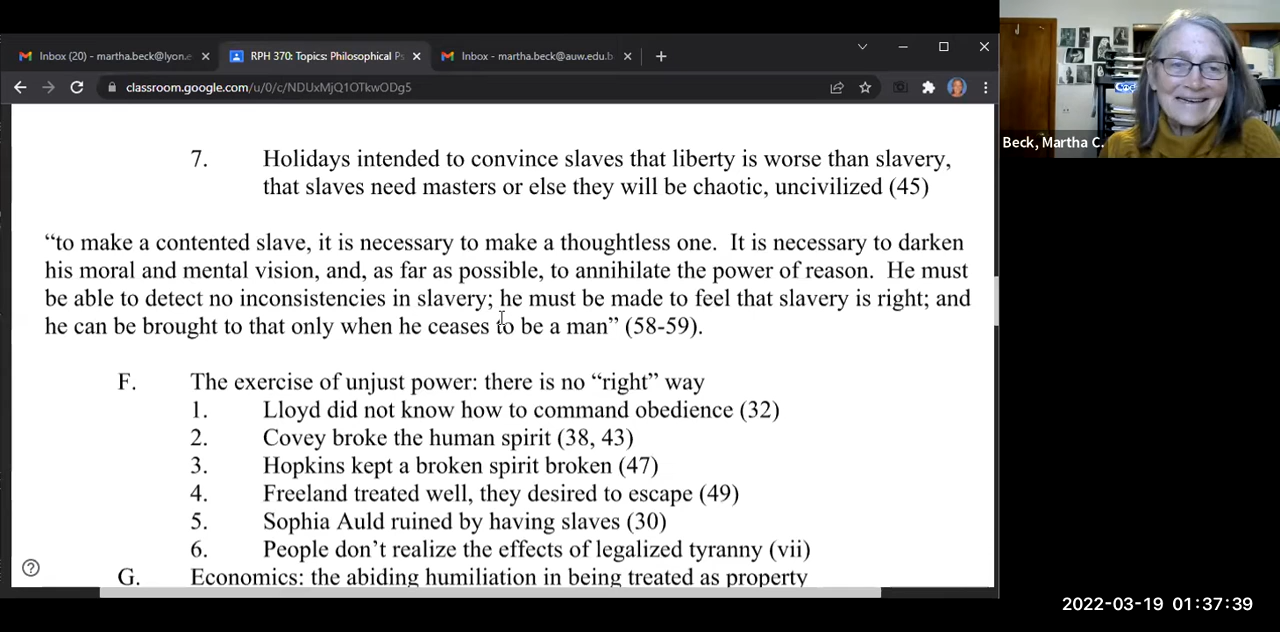 Inbox (20) - martha.beck@lyon.e
RPH 370: Topics: Philosophical Ps
Inbox - martha.beck@auw.edu.b
classroom.google.com/u/0/c/NDUxMjQ1OTkwODg5
Beck, Martha C.
7. Holidays intended to convince slaves that liberty is worse than slavery,
that slaves need masters or else they will be chaotic, uncivilized (45)
“to make a contented slave, it is necessary to make a thoughtless one. It is necessary to darken
his moral and mental vision, and, as far as possible, to annihilate the power of reason. He must
be able to detect no inconsistencies in slavery; he must be made to feel that slavery is right; and
he can be brought to that only when he ceases to be a man” (58-59).
F. The exercise of unjust power: there is no “right” way
1. Lloyd did not know how to command obedience (32)
2. Covey broke the human spirit (38, 43)
3. Hopkins kept a broken spirit broken (47)
4. Freeland treated well, they desired to escape (49)
5. Sophia Auld ruined by having slaves (30)
6. People don’t realize the effects of legalized tyranny (vii)
G. Economics: the abiding humiliation in being treated as property
2022-03-19 01:37:39